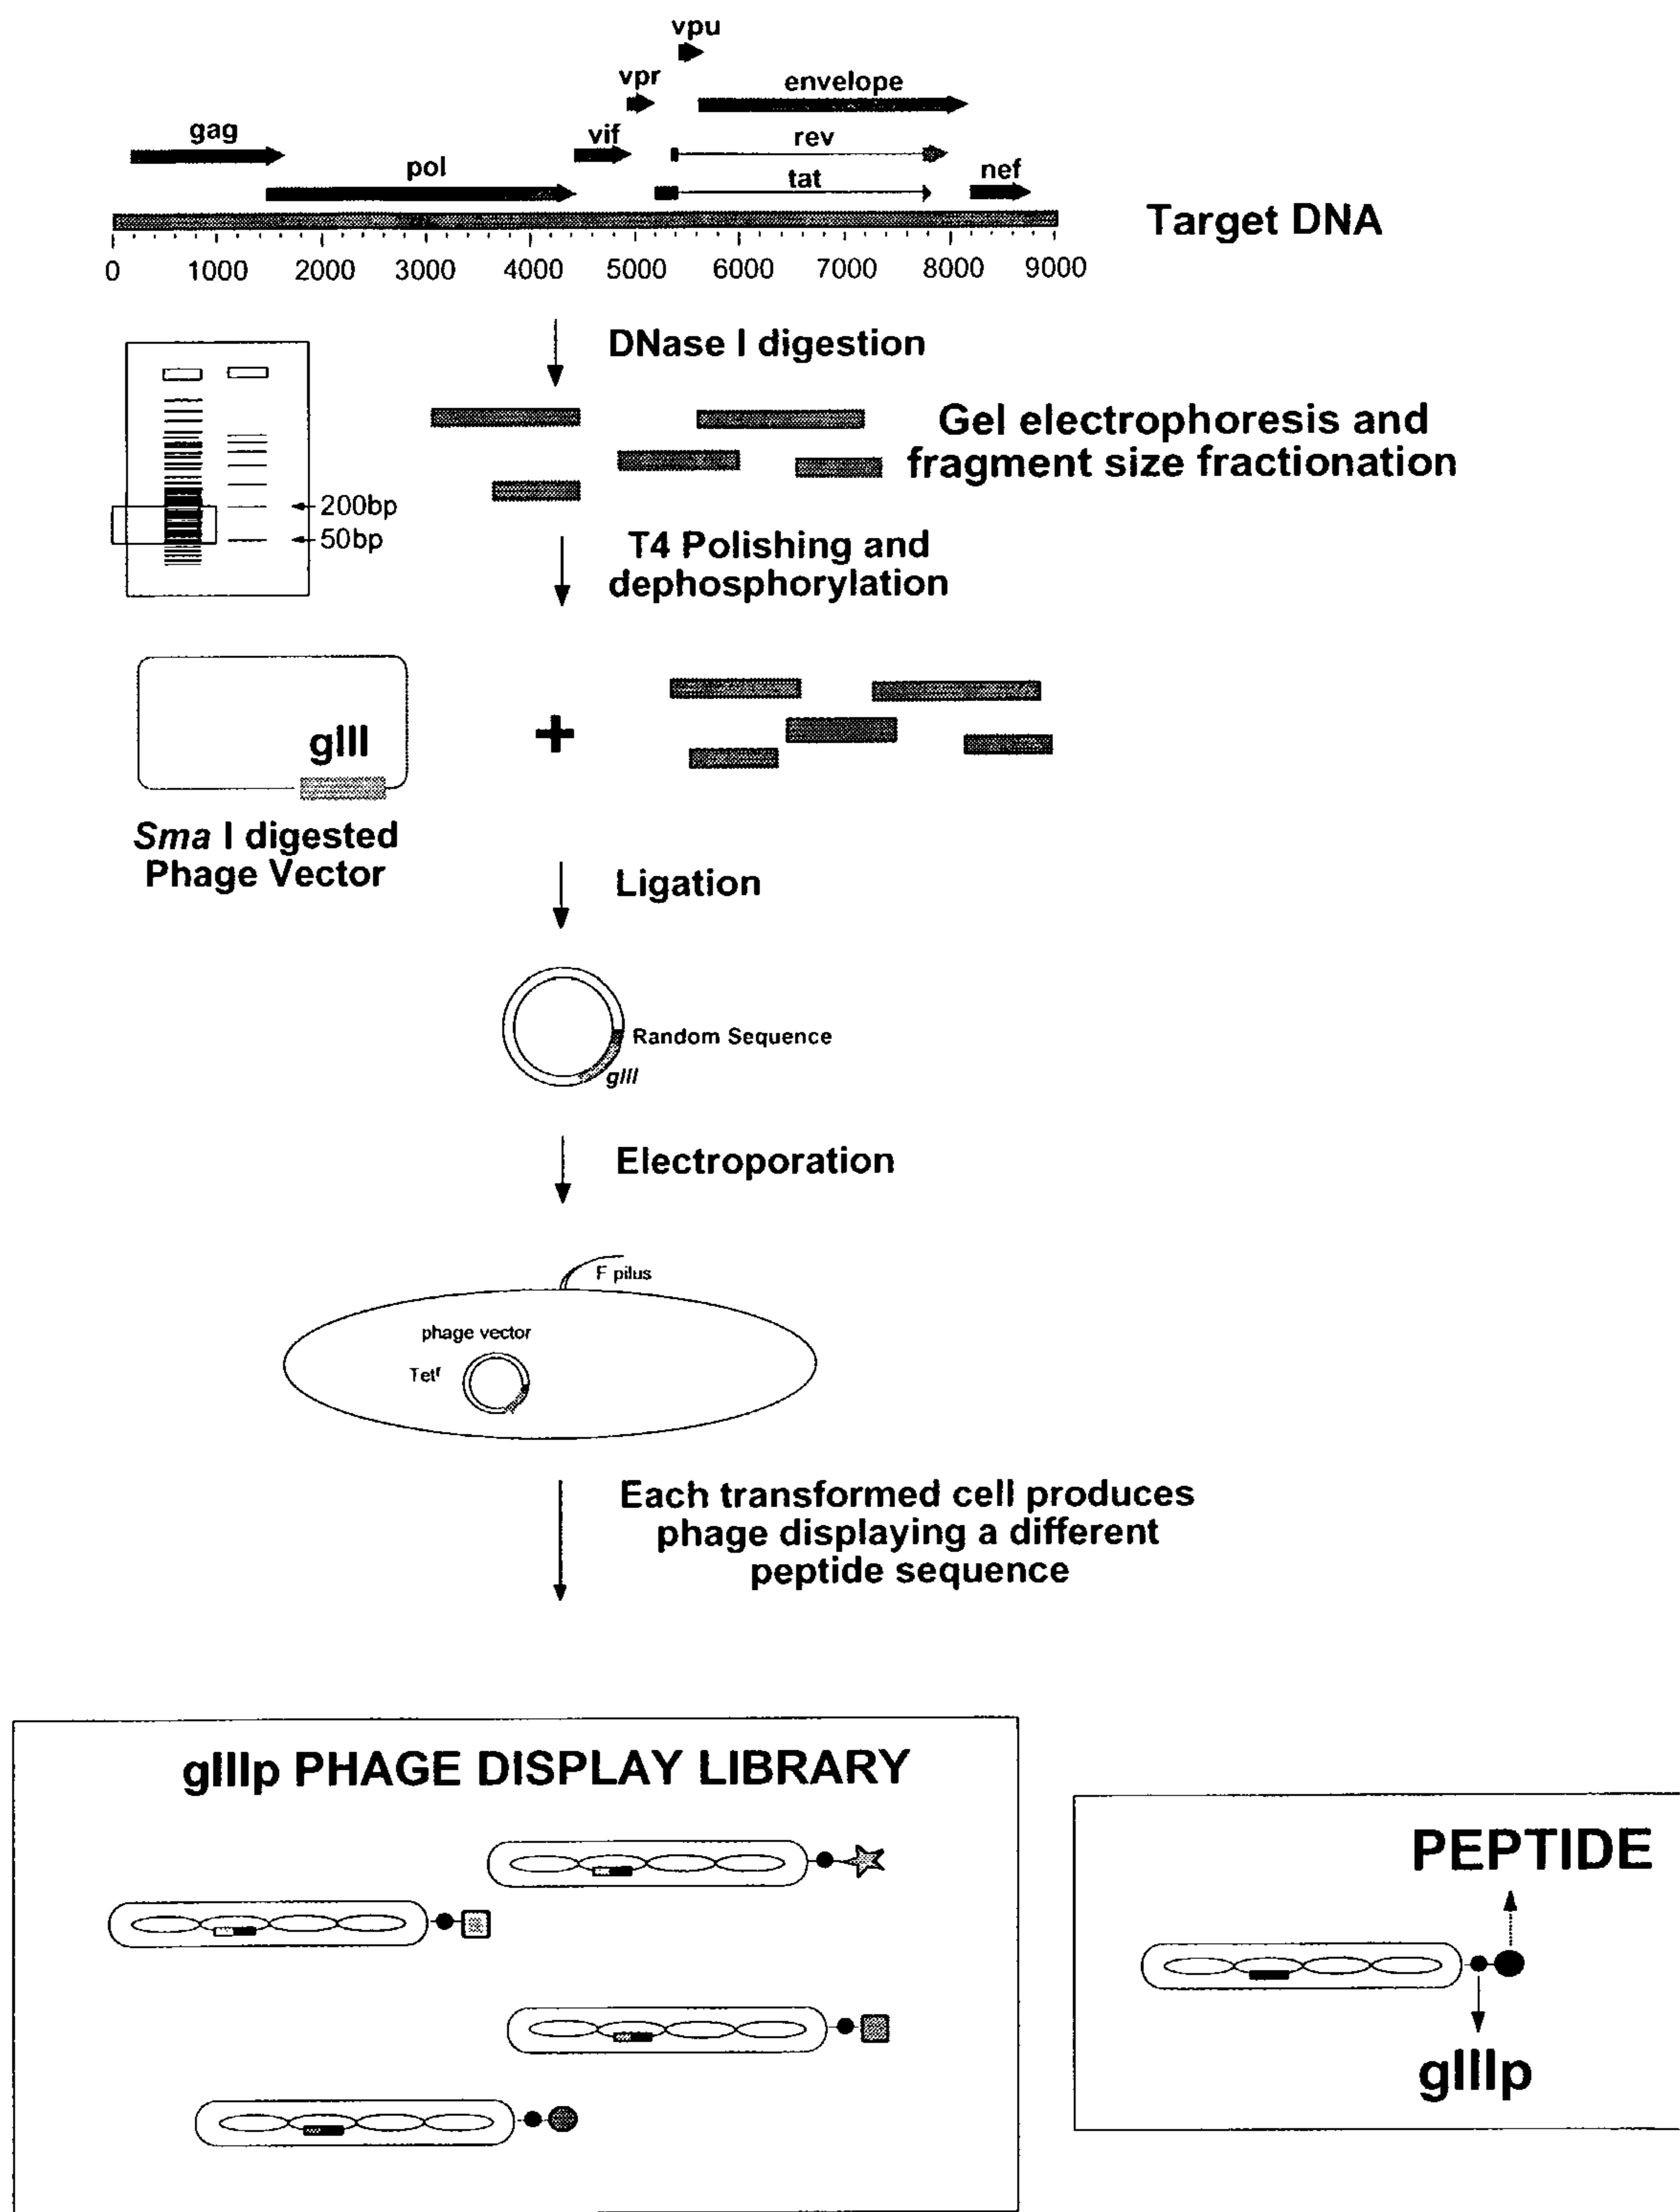 vpu
vpr
envelope
gag
vif
rev
pol
tat
nef
Target DNA
0 1000 2000 3000 4000 5000 6000 7000 8000 9000
DNase I digestion
Gel electrophoresis and
fragment size fractionation
200bp
50bp
T4 Polishing and
dephosphorylation
gIII
+
Sma I digested
Phage Vector
Ligation
Random Sequence
gIII
Electroporation
F pilus
phage vector
Tetr
Each transformed cell produces
phage displaying a different
peptide sequence
gIIIp PHAGE DISPLAY LIBRARY
PEPTIDE
gIIIp